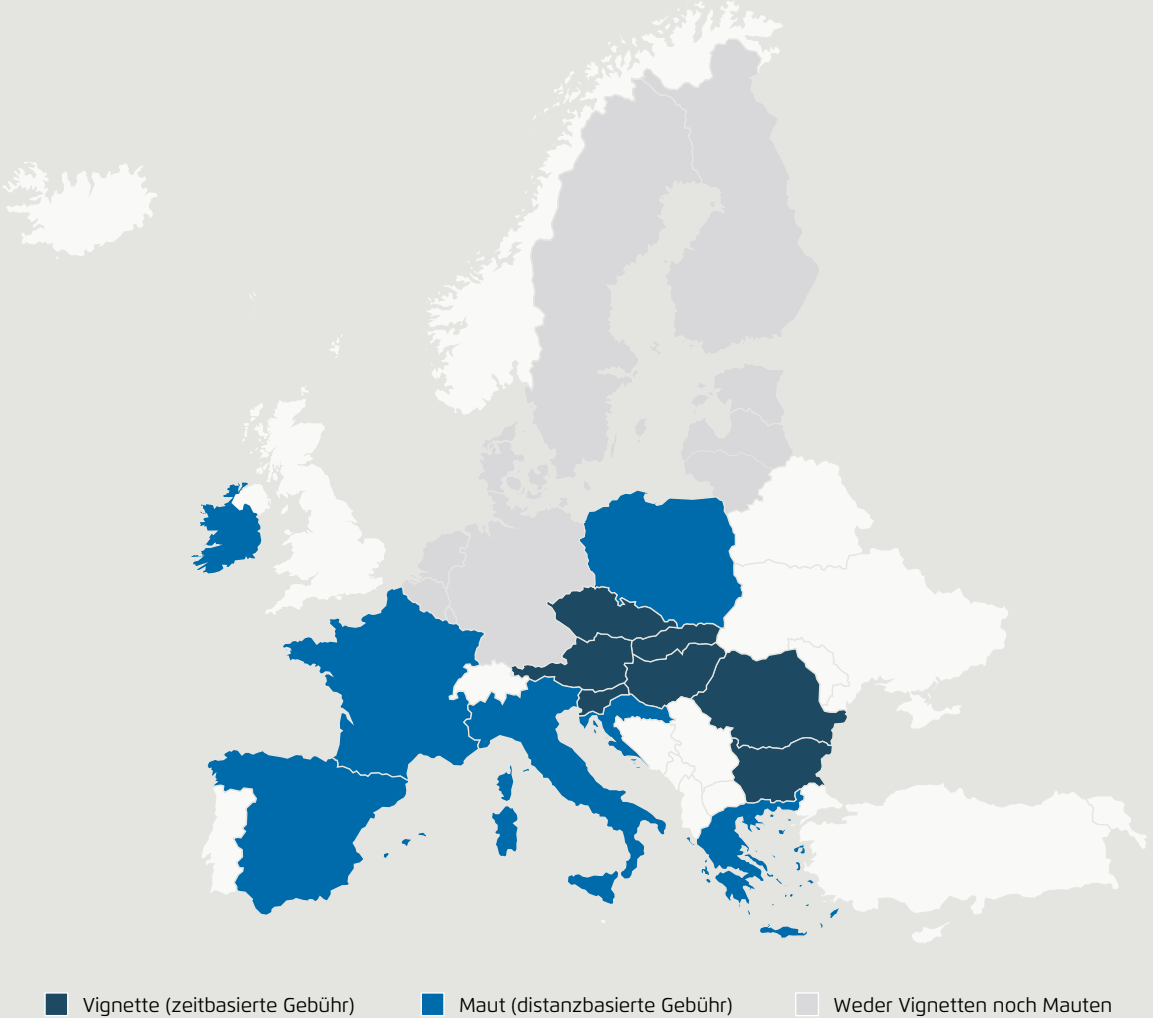 Vignette (zeitbasierte Gebühr)
Maut (distanzbasierte Gebühr)
Weder Vignetten noch Mauten